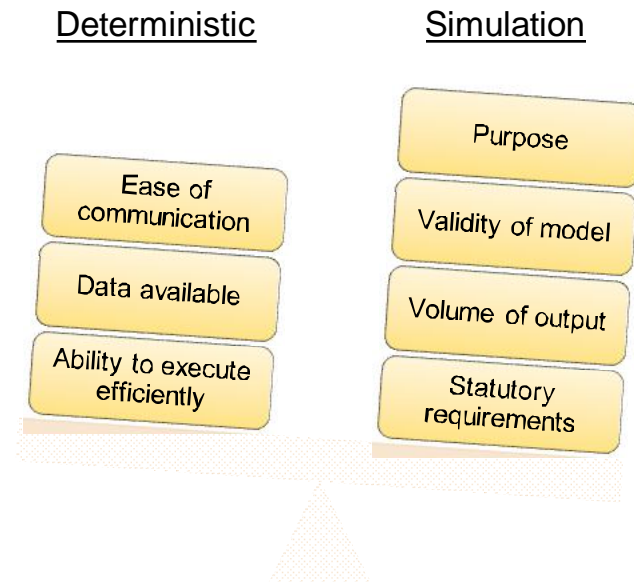 Deterministic
Simulation
Ease of
communication
Data available
Ability to execute
efficiently
Purpose
Validity of model
Volume of output
Statutory
requirements